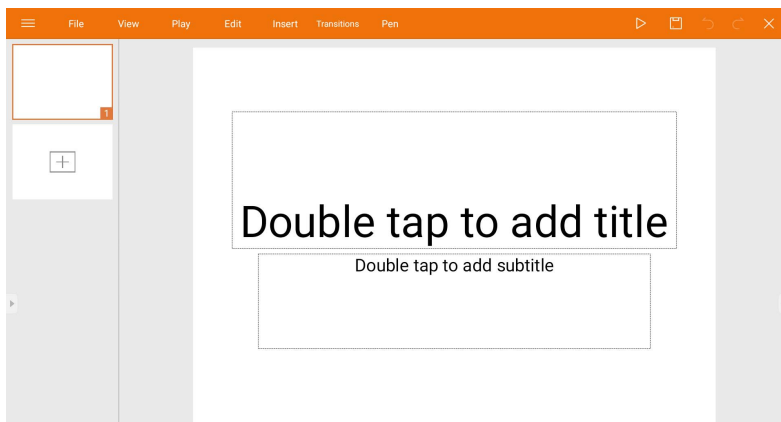 File View Play Edit Insert Transitions Pen
1
Double tap to add title
Double tap to add subtitle